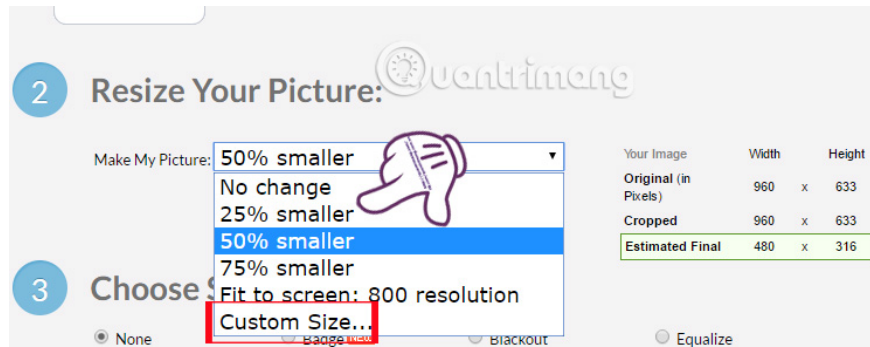 Quantrimang
2 Resize Your Picture:
Make My Picture: 50% smaller
No change
25% smaller
50% smaller
75% smaller
Fit to screen: 800 resolution
Custom Size...
Your Image Width Height
Original (in Pixels) 960 x 633
Cropped 960 x 633
Estimated Final 480 x 316
3 Choose
None Badge New Blackout Equalize